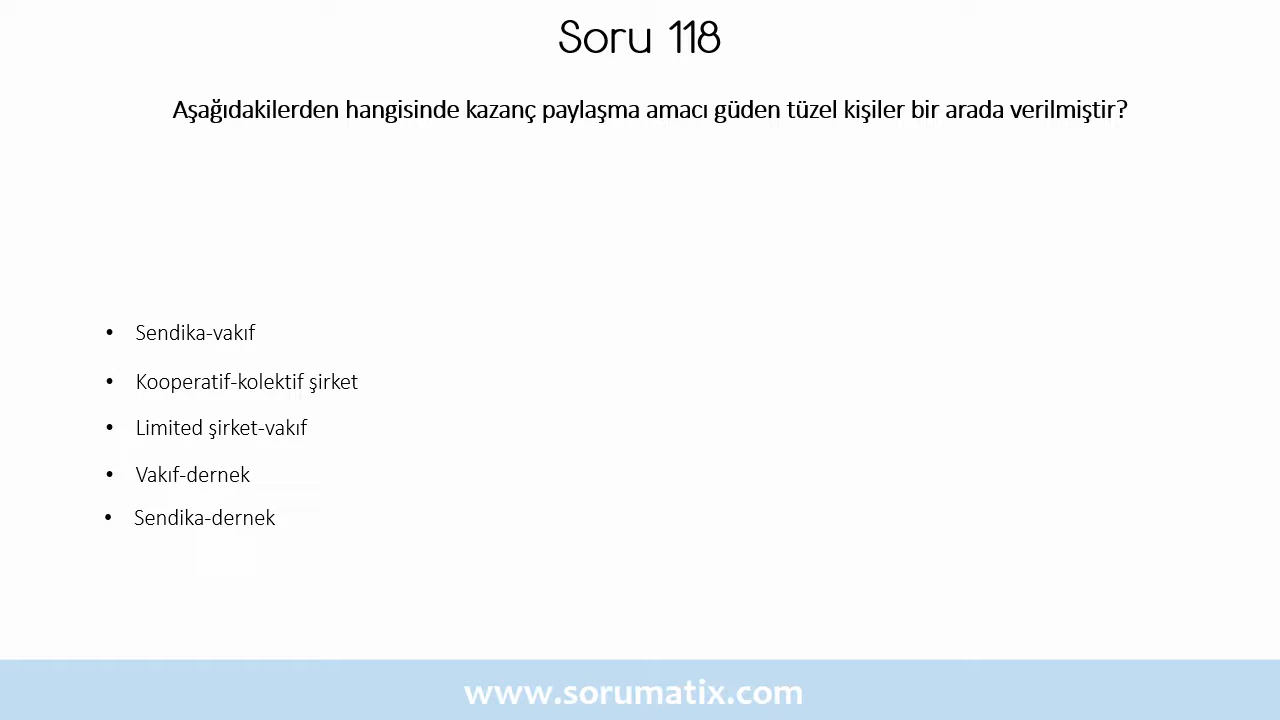 Soru 118
Aşağıdakilerden hangisinde kazanç paylaşma amacı güden tüzel kişiler bir arada verilmiştir?
• Sendika-vakıf
• Kooperatif-kolektif şirket
• Limited şirket-vakıf
• Vakıf-dernek
• Sendika-dernek
www.sorumatix.com